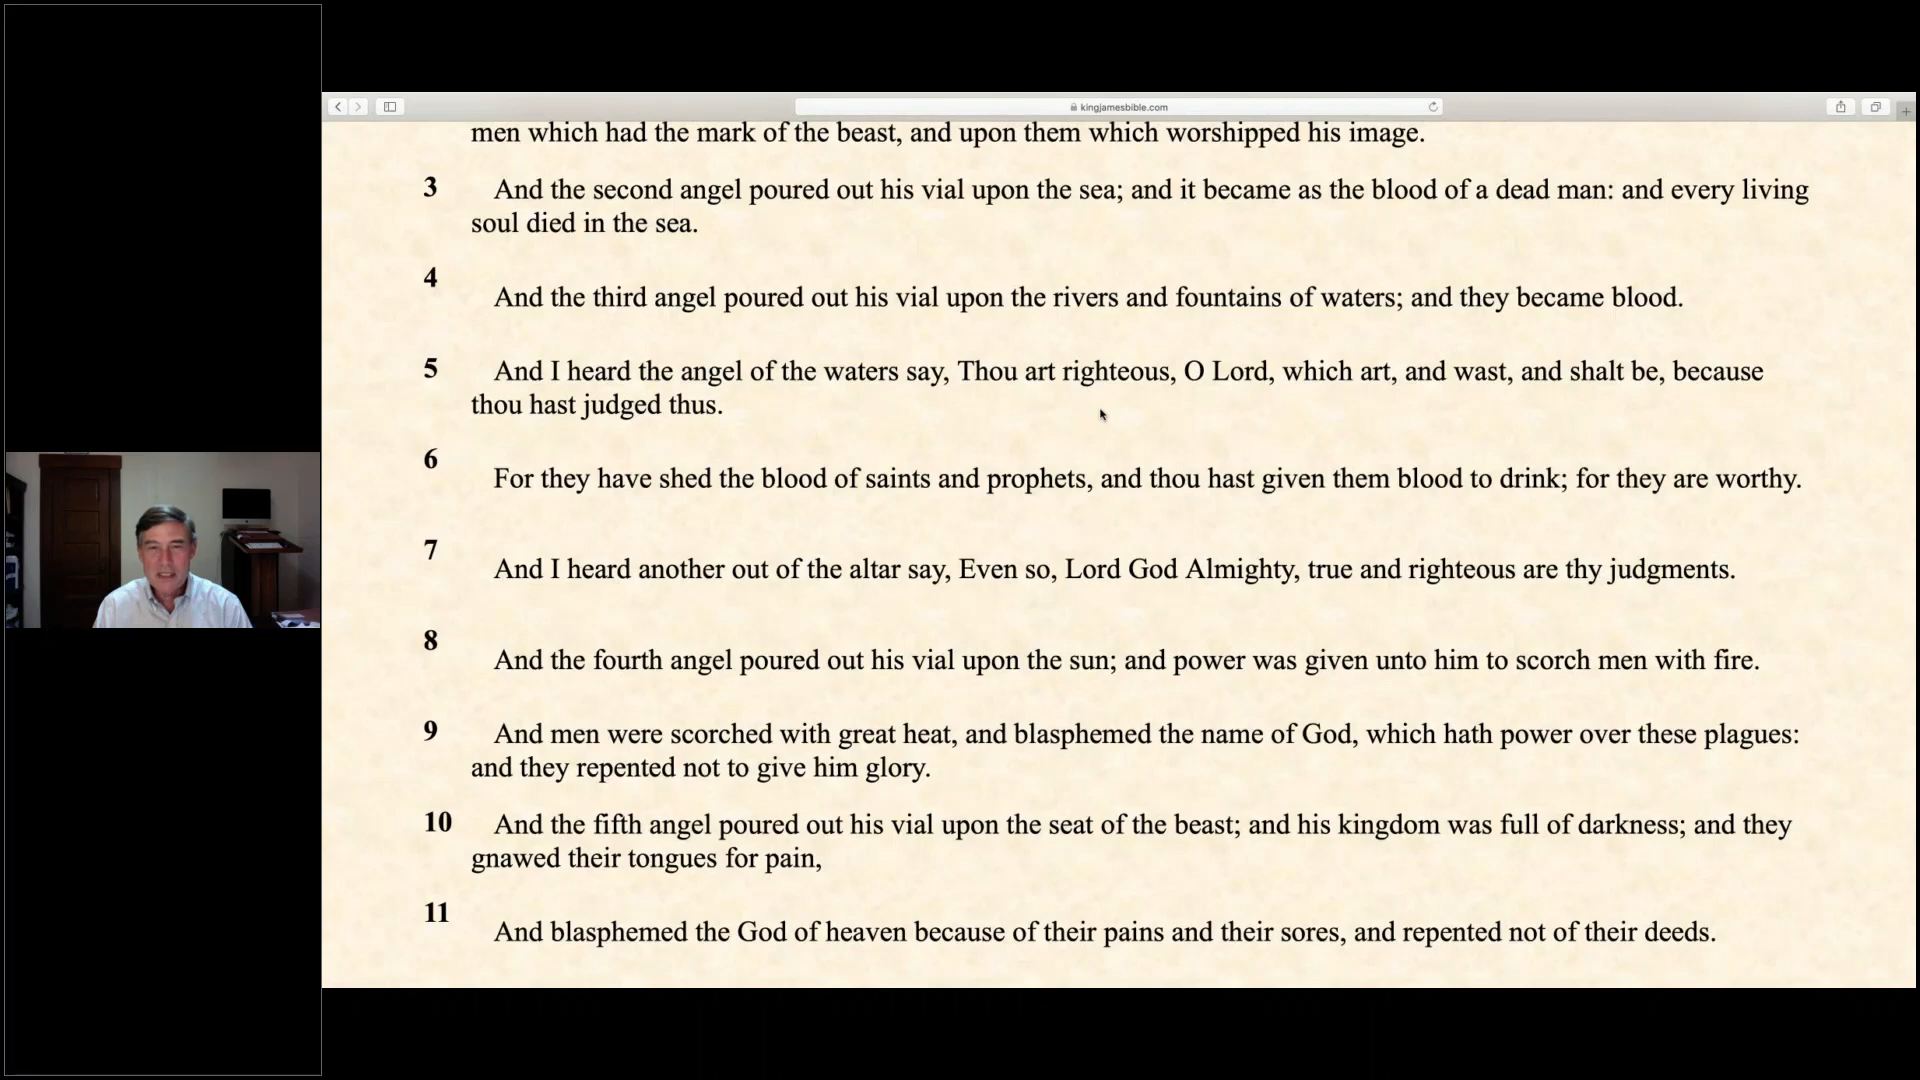 kingjamesbible.com
men which had the mark of the beast, and upon them which worshipped his image.
3 And the second angel poured out his vial upon the sea; and it became as the blood of a dead man: and every living
soul died in the sea.
4 And the third angel poured out his vial upon the rivers and fountains of waters; and they became blood.
5 And I heard the angel of the waters say, Thou art righteous, O Lord, which art, and wast, and shalt be, because
thou hast judged thus.
6 For they have shed the blood of saints and prophets, and thou hast given them blood to drink; for they are worthy.
7 And I heard another out of the altar say, Even so, Lord God Almighty, true and righteous are thy judgments.
8 And the fourth angel poured out his vial upon the sun; and power was given unto him to scorch men with fire.
9 And men were scorched with great heat, and blasphemed the name of God, which hath power over these plagues:
and they repented not to give him glory.
10 And the fifth angel poured out his vial upon the seat of the beast; and his kingdom was full of darkness; and they
gnawed their tongues for pain,
11 And blasphemed the God of heaven because of their pains and their sores, and repented not of their deeds.